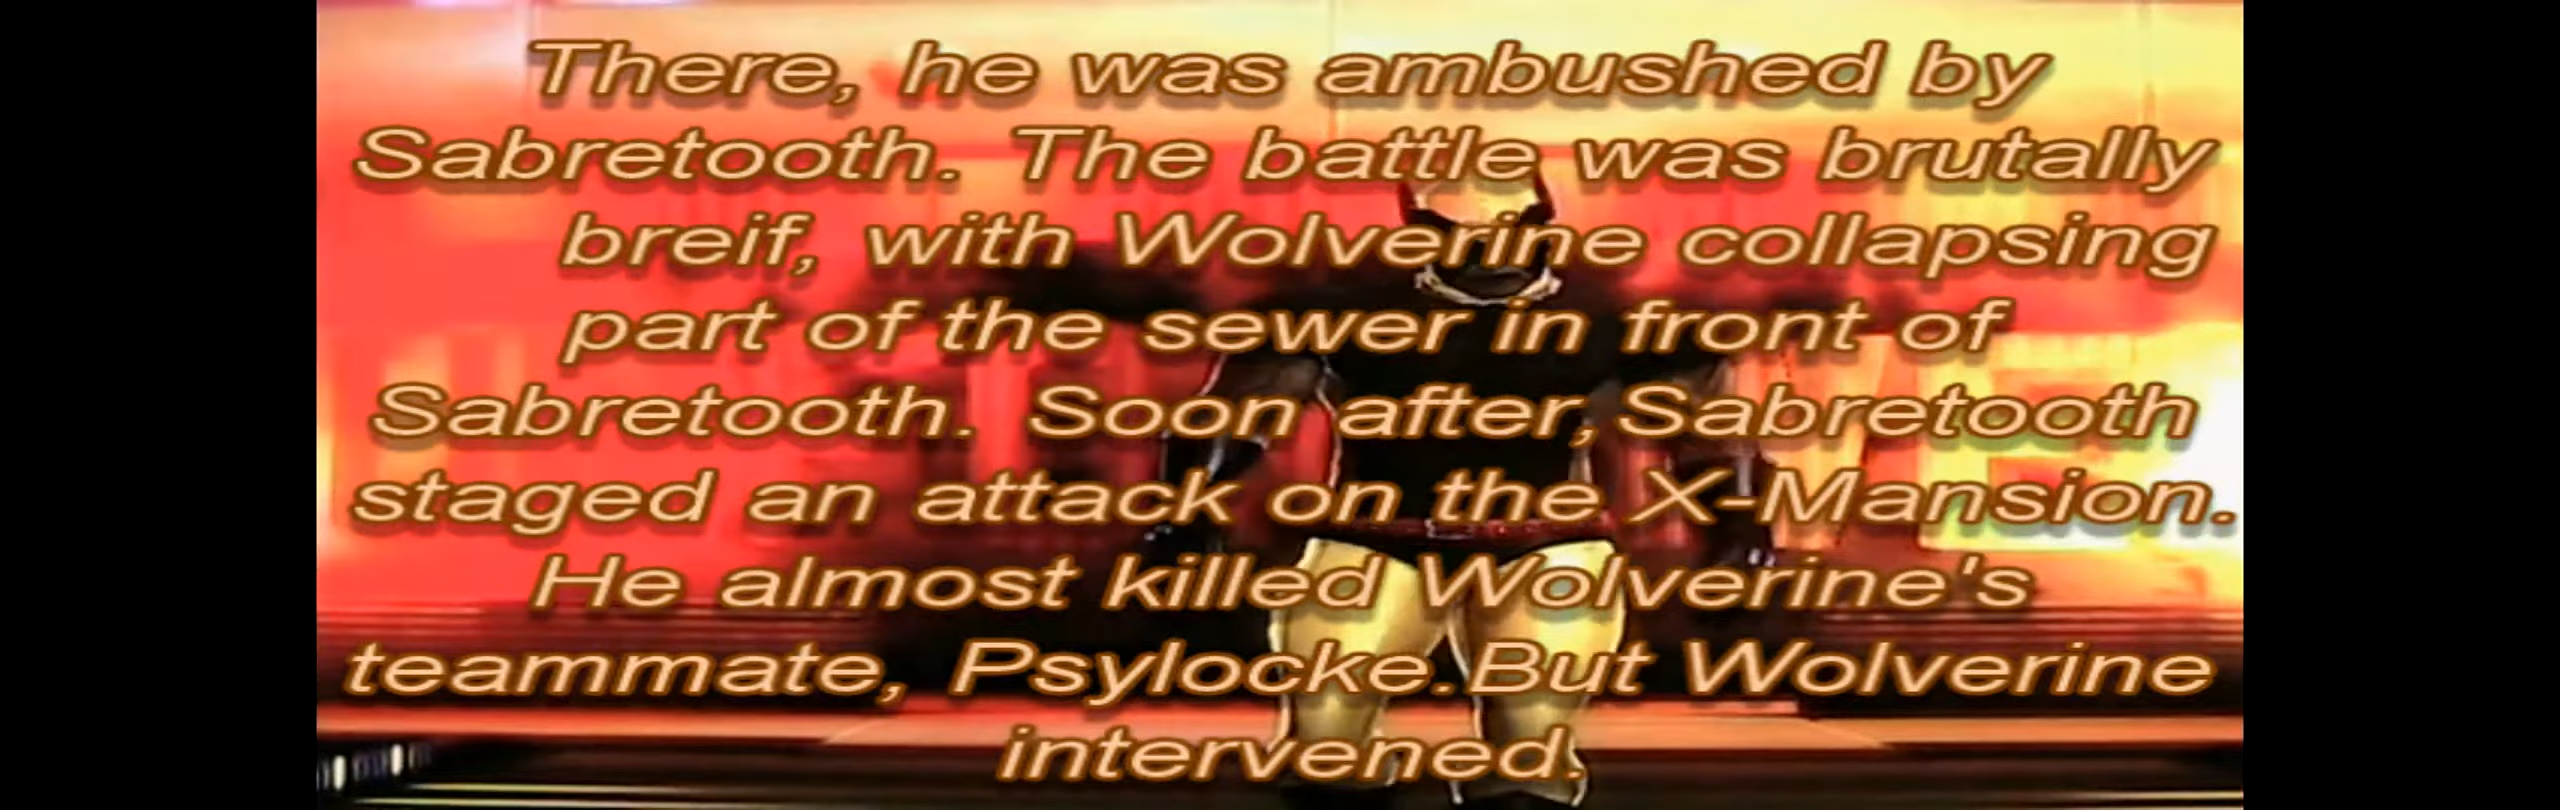 There, he was ambushed by
Sabretooth. The battle was brutally
breif, with Wolverine collapsing
part of the sewer in front of
Sabretooth. Soon after, Sabretooth
staged an attack on the X-Mansion.
He almost killed Wolverine's
teammate, Psylocke. But Wolverine
intervened.